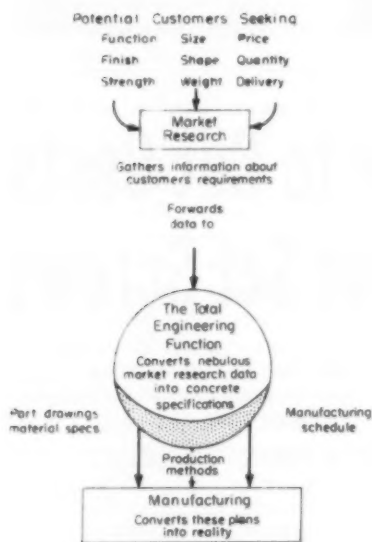 Potential Customers Seeking
Function Size Price
Finish Shape Quantity
Strength Weight Delivery
Market
Research
Gathers information about
customers requirements
Forwards
data to
The Total
Engineering
Function
Converts nebulous
market research data
into concrete
specifications
Part drawings
material specs
Manufacturing
schedule
Production
methods
Manufacturing
Converts these plans
into reality